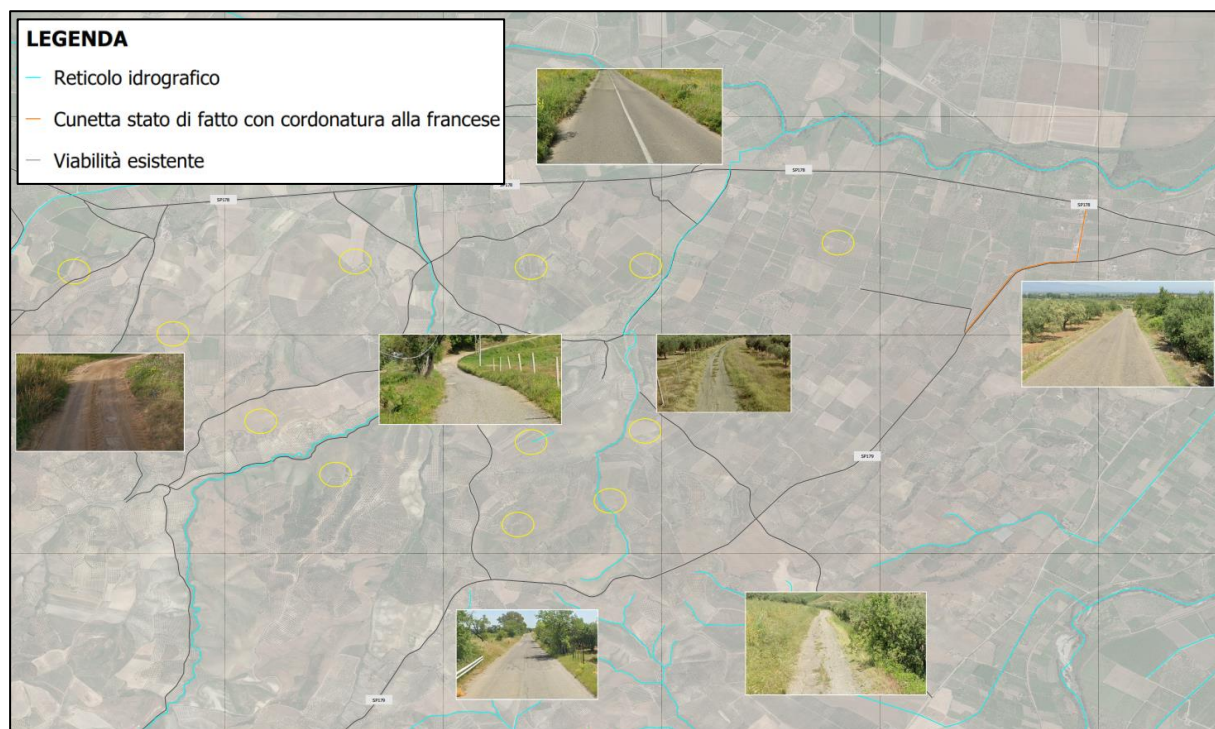 LEGENDA
Reticolo idrografico
Cunetta stato di fatto con cordonatura alla francese
Viabilità esistente
SP178
SP178
SP178
SP178
SP179
SP179